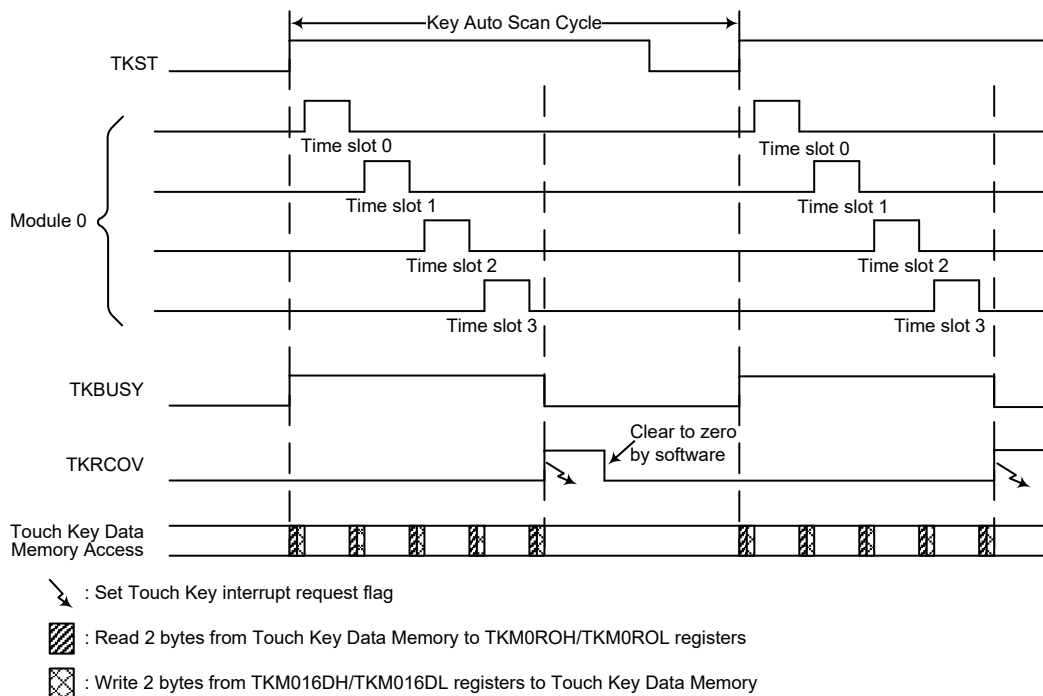 Key Auto Scan Cycle
TKST
Time slot 0
Time slot 0
Time slot 1
Time slot 1
Module 0
Time slot 2
Time slot 2
Time slot 3
Time slot 3
TKBUSY
Clear to zero
by software
TKRCOV
Touch Key Data
Memory Access
: Set Touch Key interrupt request flag
: Read 2 bytes from Touch Key Data Memory to TKM0ROH/TKM0ROL registers
: Write 2 bytes from TKM016DH/TKM016DL registers to Touch Key Data Memory